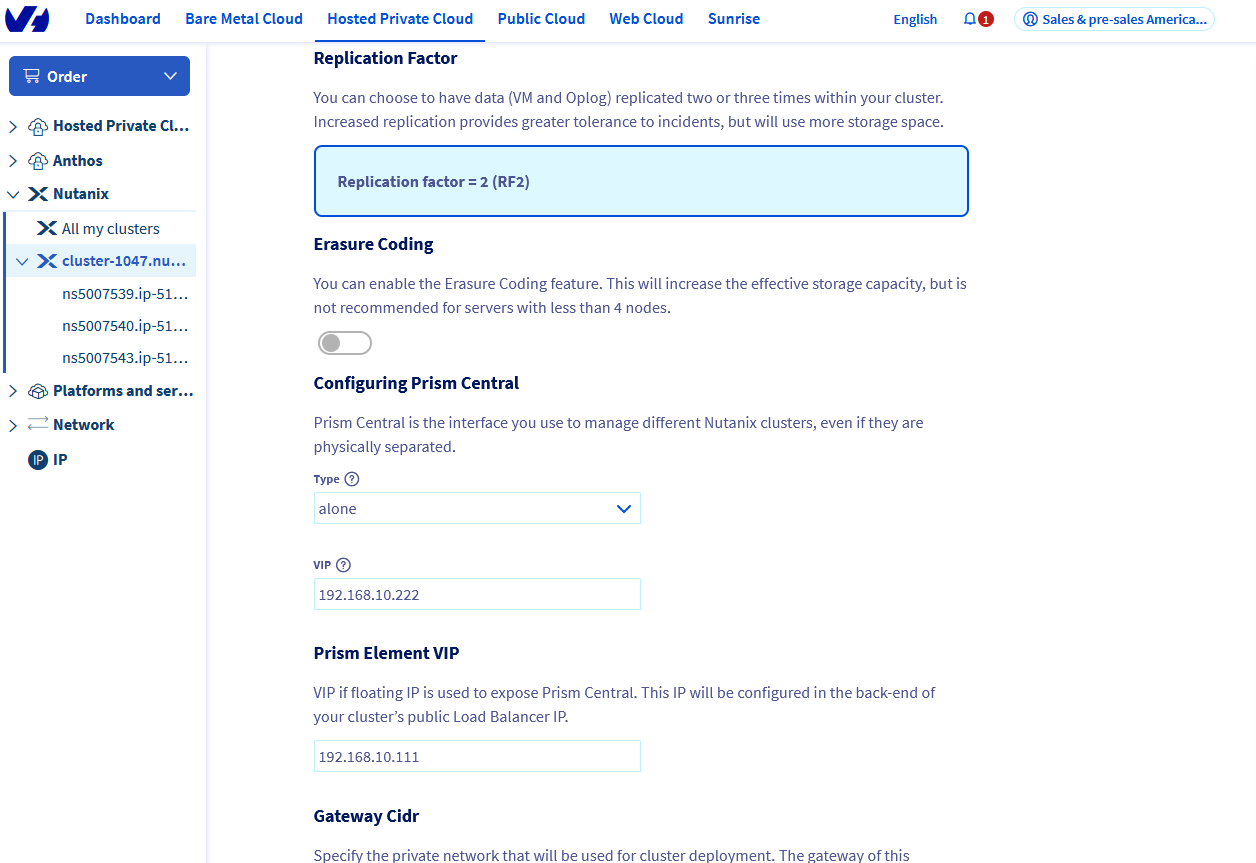 Dashboard
Bare Metal Cloud
Hosted Private Cloud
Public Cloud
Web Cloud
Sunrise
English
1
Sales & pre-sales America...
Order
Hosted Private Cl...
Anthos
Nutanix
All my clusters
cluster-1047.nu...
ns5007539.ip-51...
ns5007540.ip-51...
ns5007543.ip-51...
Platforms and ser...
Network
IP IP
Replication Factor
You can choose to have data (VM and Oplog) replicated two or three times within your cluster.
Increased replication provides greater tolerance to incidents, but will use more storage space.
Replication factor = 2 (RF2)
Erasure Coding
You can enable the Erasure Coding feature. This will increase the effective storage capacity, but is
not recommended for servers with less than 4 nodes.
Configuring Prism Central
Prism Central is the interface you use to manage different Nutanix clusters, even if they are
physically separated.
Type ?
alone
VIP ?
192.168.10.222
Prism Element VIP
VIP if floating IP is used to expose Prism Central. This IP will be configured in the back-end of
your cluster’s public Load Balancer IP.
192.168.10.111
Gateway Cidr
Specify the private network that will be used for cluster deployment. The gateway of this